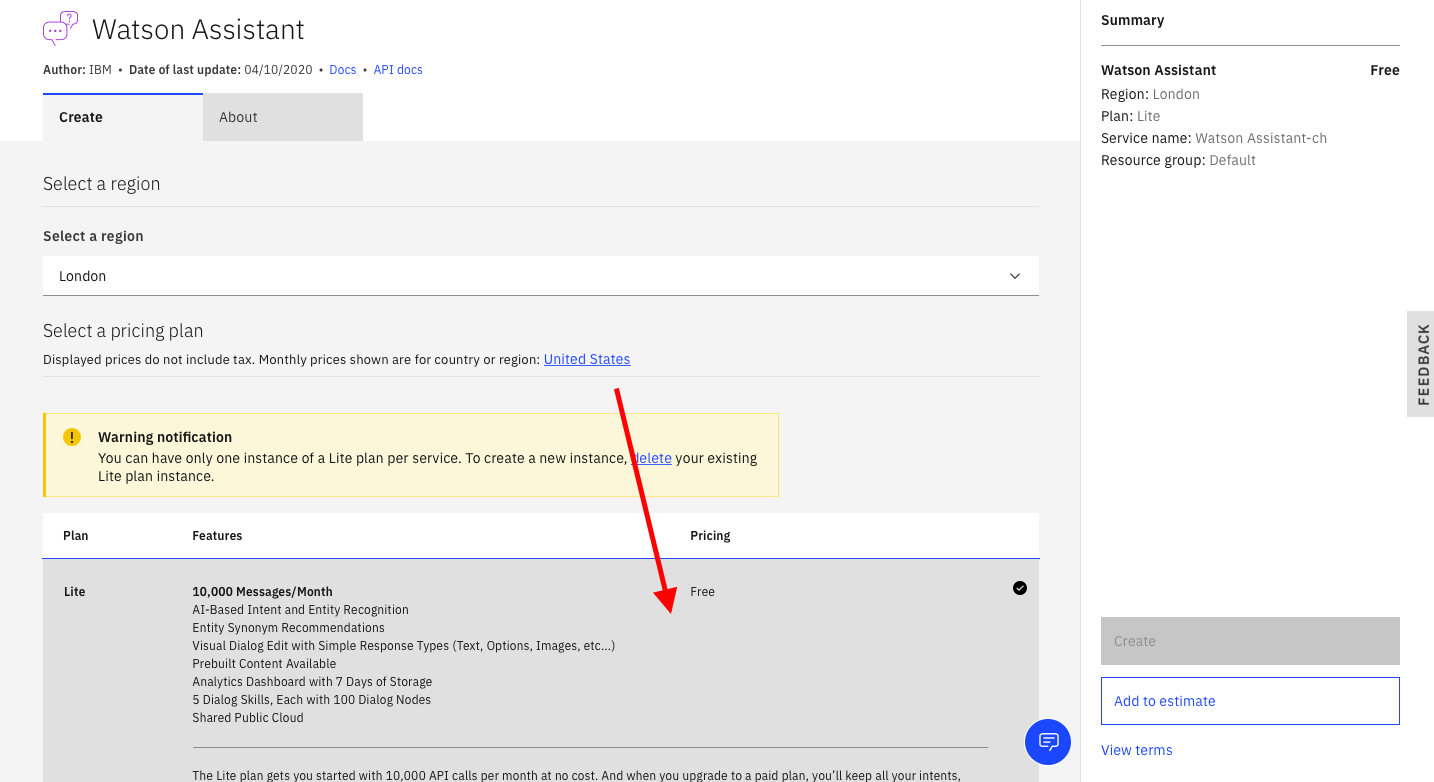 Watson Assistant
Author: IBM • Date of last update: 04/10/2020 • Docs • API docs
Create
About
Select a region
Select a region
London
Select a pricing plan
Displayed prices do not include tax. Monthly prices shown are for country or region: United States
Warning notification
You can have only one instance of a Lite plan per service. To create a new instance, delete your existing
Lite plan instance.
Plan Features Pricing
Lite 10,000 Messages/Month Free
AI-Based Intent and Entity Recognition
Entity Synonym Recommendations
Visual Dialog Edit with Simple Response Types (Text, Options, Images, etc...)
Prebuilt Content Available
Analytics Dashboard with 7 Days of Storage
5 Dialog Skills, Each with 100 Dialog Nodes
Shared Public Cloud
The Lite plan gets you started with 10,000 API calls per month at no cost. And when you upgrade to a paid plan, you'll keep all your intents,
Summary
Watson Assistant Free
Region: London
Plan: Lite
Service name: Watson Assistant-ch
Resource group: Default
FEEDBACK
Create
Add to estimate
View terms